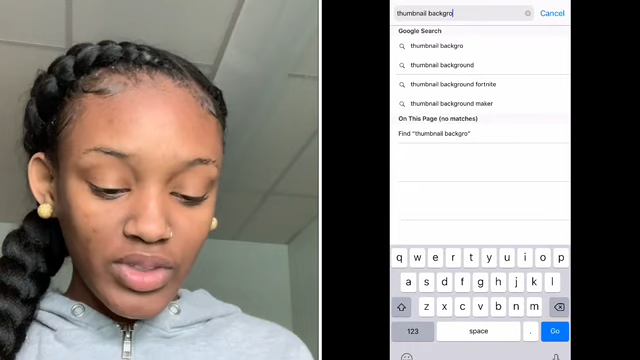 thumbnail backgro
Cancel
Google Search
thumbnail backgro
thumbnail background
thumbnail background fortnite
thumbnail background maker
On This Page (no matches)
Find "thumbnail backgro"
q w e r t y u i o p
a s d f g h j k l
z x c v b n m
123 space . Go